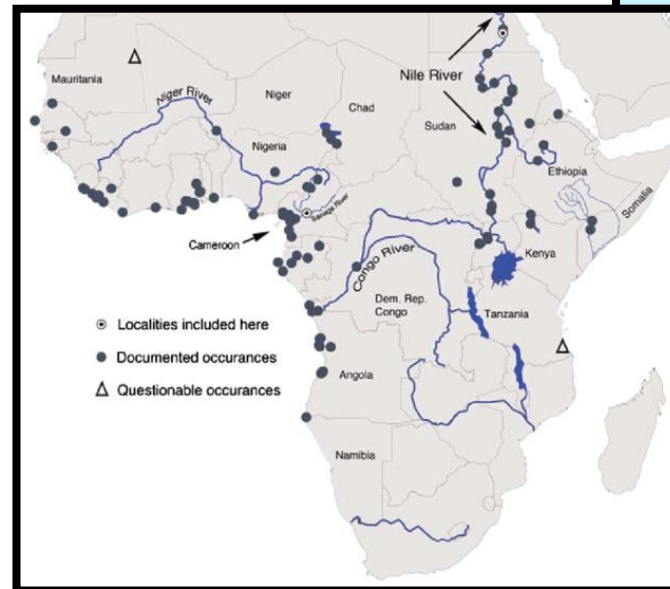 Nile River
Mauritania
Niger River
Niger
Chad
Sudan
Nigeria
Ethiopia
Somalia
Sanaga River
Cameroon
Congo River
Kenya
Dem. Rep.
Congo
Tanzania
Localities included here
Documented occurances
Angola
Questionable occurances
Namibia